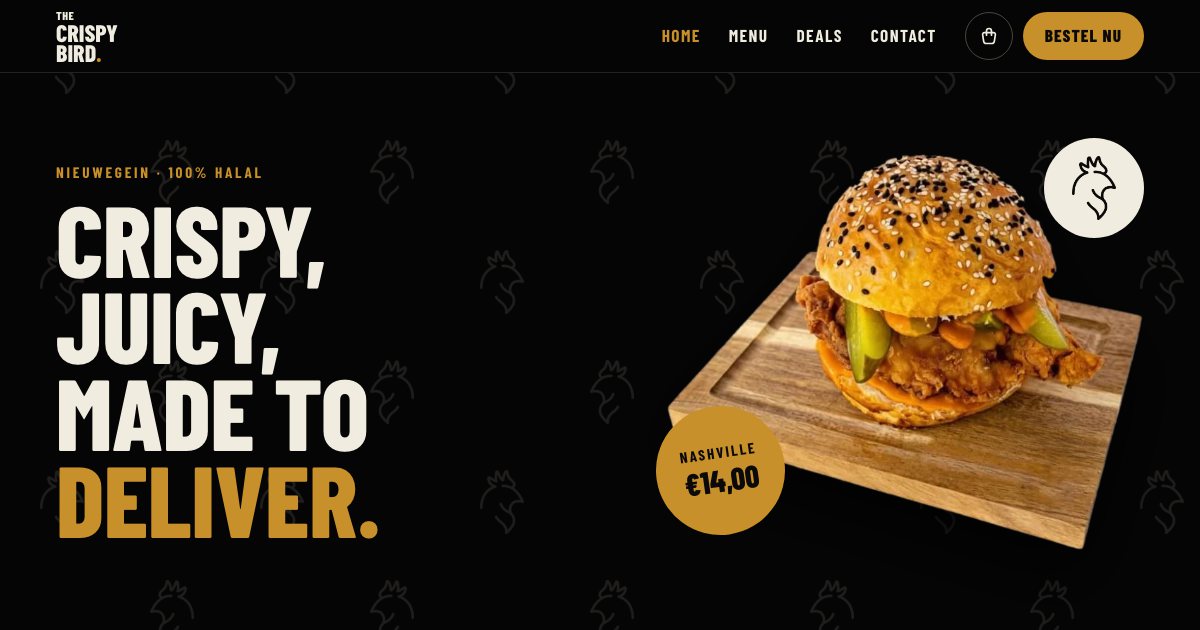 THE
CRISPY
BIRD.
HOME MENU DEALS CONTACT BESTEL NU
NIEUWEGEIN · 100% HALAL
CRISPY,
JUICY,
MADE TO
DELIVER.
NASHVILLE
€14,00